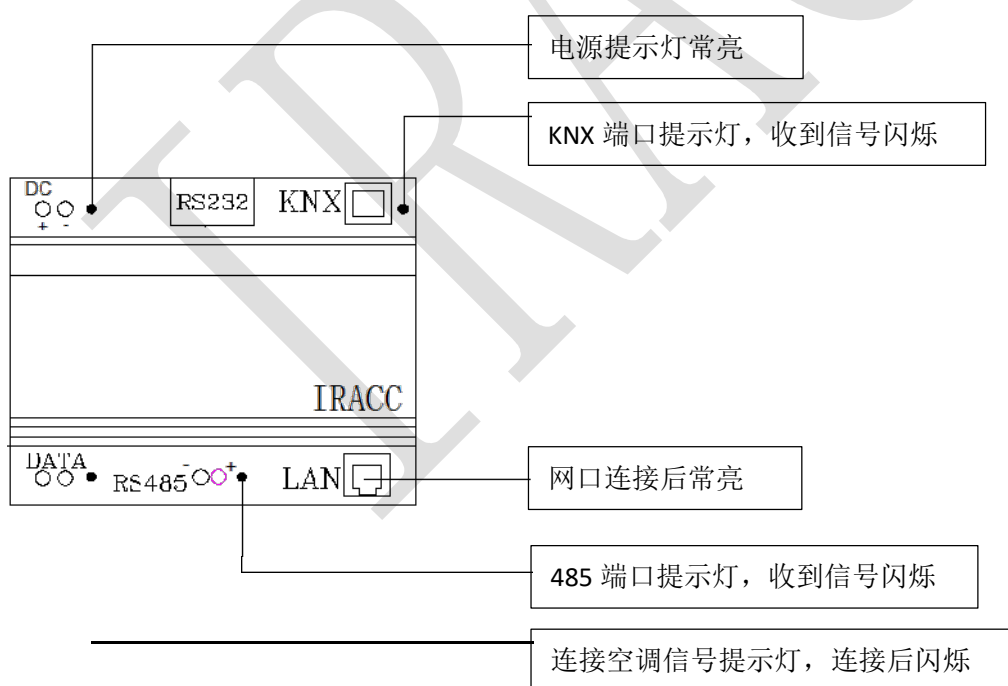 电源提示灯常亮
KNX 端口提示灯，收到信号闪烁
DC
+ -
RS232
KNX
IRACC
DATA
RS485
- +
LAN
网口连接后常亮
485 端口提示灯，收到信号闪烁
连接空调信号提示灯，连接后闪烁